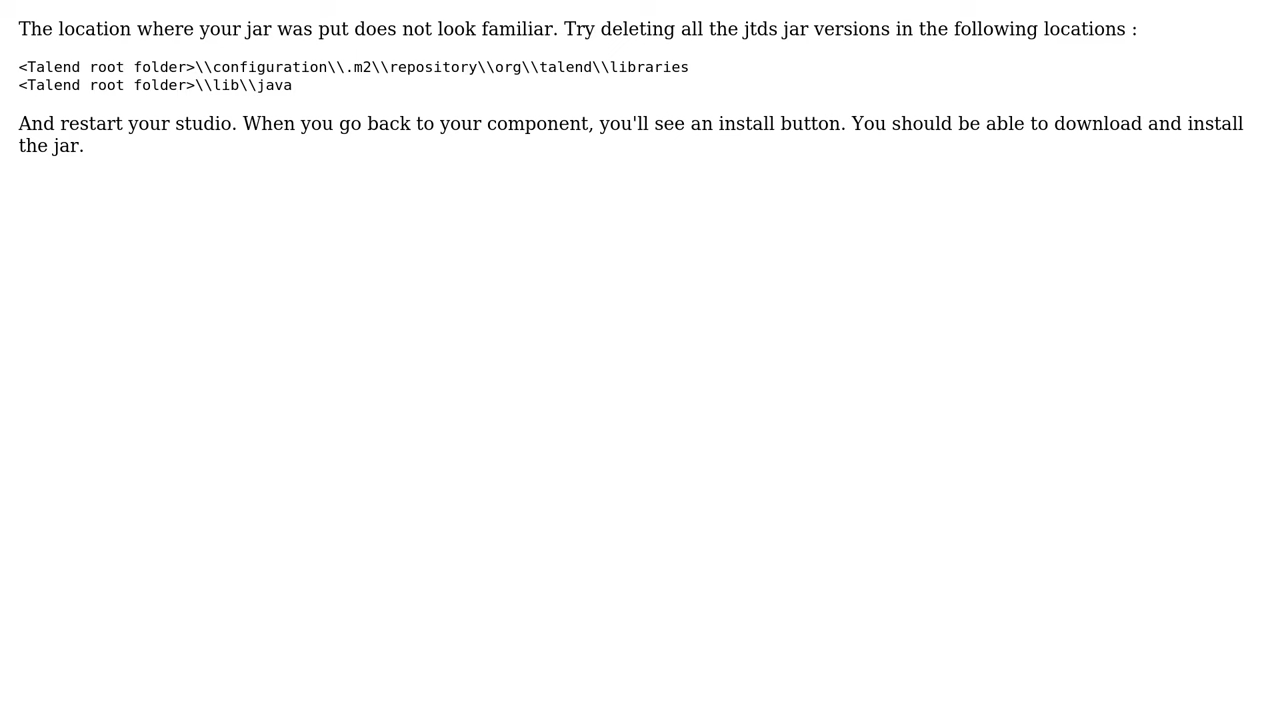 The location where your jar was put does not look familiar. Try deleting all the jtds jar versions in the following locations :
<Talend root folder>\\configuration\\.m2\\repository\\org\\talend\\libraries
<Talend root folder>\\lib\\java
And restart your studio. When you go back to your component, you'll see an install button. You should be able to download and install
the jar.